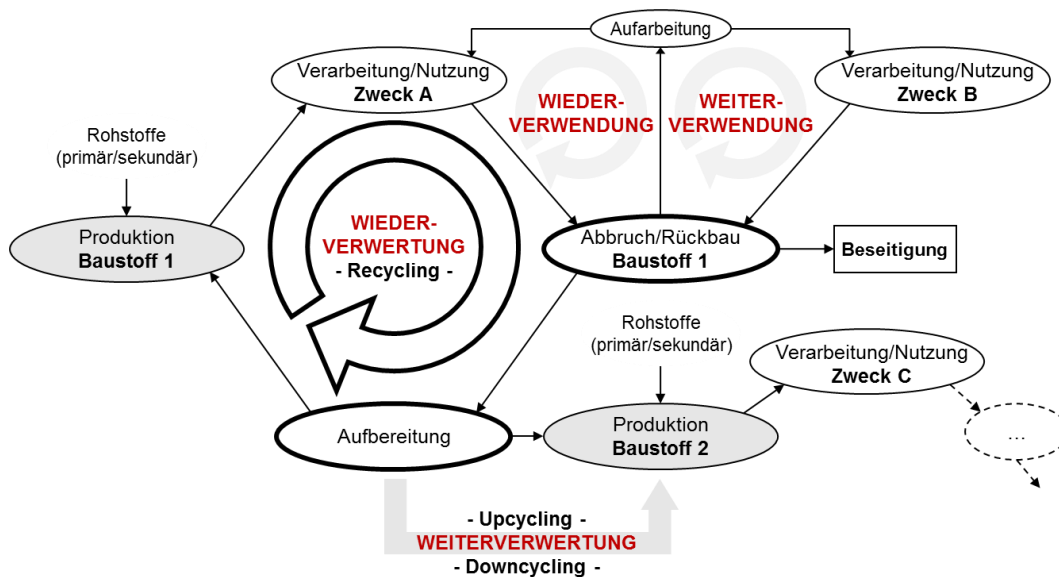 Aufarbeitung
Verarbeitung/Nutzung
Zweck A
Verarbeitung/Nutzung
Zweck B
WIEDER-
VERWENDUNG
WEITER-
VERWENDUNG
Rohstoffe
(primär/sekundär)
Produktion
Baustoff 1
WIEDER-
VERWERTUNG
- Recycling -
Abbruch/Rückbau
Baustoff 1
Beseitigung
Rohstoffe
(primär/sekundär)
Verarbeitung/Nutzung
Zweck C
Aufbereitung
Produktion
Baustoff 2
...
- Upcycling -
WEITERVERWERTUNG
- Downcycling -